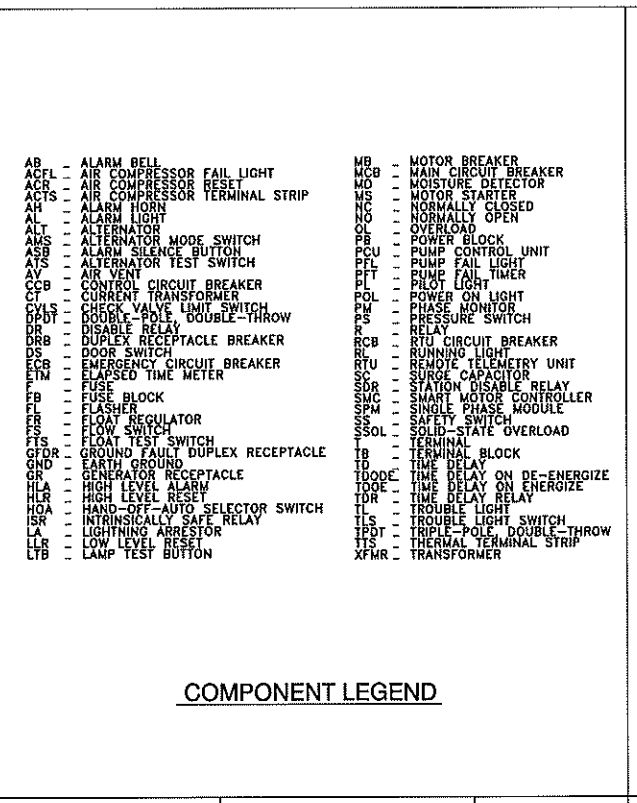 AB - ALARM BELL
ACFL - AIR COMPRESSOR FAIL LIGHT
ACR - AIR COMPRESSOR RESET
ACTS - AIR COMPRESSOR TERMINAL STRIP
AH - ALARM HORN
AL - ALARM LIGHT
ALT - ALTERNATOR
AMS - ALTERNATOR MODE SWITCH
ASB - ALARM SILENCE BUTTON
ATS - ALTERNATOR TEST SWITCH
AV - AIR VENT
CCB - CONTROL CIRCUIT BREAKER
CT - CURRENT TRANSFORMER
CVLS - CHECK VALVE LIMIT SWITCH
DPDT - DOUBLE-POLE, DOUBLE-THROW
DR - DISABLE RELAY
DRB - DUPLEX RECEPTACLE BREAKER
DS - DOOR SWITCH
ECB - EMERGENCY CIRCUIT BREAKER
ETM - ELAPSED TIME METER
F - FUSE
FB - FUSE BLOCK
FL - FLASHER
FR - FLOAT REGULATOR
FS - FLOW SWITCH
FTS - FLOAT TEST SWITCH
GFDR - GROUND FAULT DUPLEX RECEPTACLE
GND - EARTH GROUND
GR - GENERATOR RECEPTACLE
HLA - HIGH LEVEL ALARM
HLR - HIGH LEVEL RESET
HOA - HAND-OFF-AUTO SELECTOR SWITCH
ISR - INTRINSICALLY SAFE RELAY
LA - LIGHTNING ARRESTOR
LLR - LOW LEVEL RESET
LTB - LAMP TEST BUTTON
MB - MOTOR BREAKER
MCB - MAIN CIRCUIT BREAKER
MD - MOISTURE DETECTOR
MS - MOTOR STARTER
NC - NORMALLY CLOSED
NO - NORMALLY OPEN
OL - OVERLOAD
PB - POWER BLOCK
PCU - PUMP CONTROL UNIT
PFL - PUMP FAIL LIGHT
PFT - PUMP FAIL TIMER
PL - PILOT LIGHT
POL - POWER ON LIGHT
PM - PHASE MONITOR
PS - PRESSURE SWITCH
R - RELAY
RCB - RTU CIRCUIT BREAKER
RL - RUNNING LIGHT
RTU - REMOTE TELEMETRY UNIT
SC - SURGE CAPACITOR
SDR - STATION DISABLE RELAY
SMC - SMART MOTOR CONTROLLER
SPM - SINGLE PHASE MODULE
SS - SAFETY SWITCH
SSOL - SOLID-STATE OVERLOAD
T - TERMINAL
TB - TERMINAL BLOCK
TD - TIME DELAY
TDODE - TIME DELAY ON DE-ENERGIZE
TDOE - TIME DELAY ON ENERGIZE
TDR - TIME DELAY RELAY
TL - TROUBLE LIGHT
TLS - TROUBLE LIGHT SWITCH
TPDT - TRIPLE-POLE, DOUBLE-THROW
TTS - THERMAL TERMINAL STRIP
XFMR - TRANSFORMER
COMPONENT LEGEND